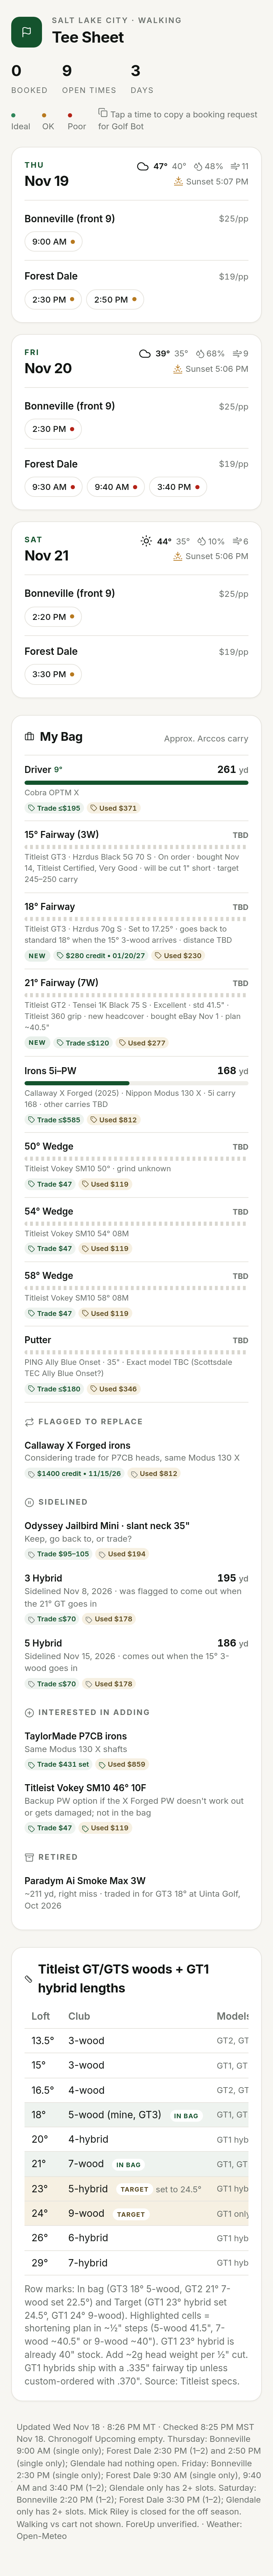 SALT LAKE CITY · WALKING
Tee Sheet
0 9 3
BOOKED OPEN TIMES DAYS
Ideal OK Poor Tap a time to copy a booking request
for Golf Bot
THU
Nov 19
47° 40° 48% 11
Sunset 5:07 PM
Bonneville (front 9) $25/pp
9:00 AM
Forest Dale $19/pp
2:30 PM 2:50 PM
FRI
Nov 20
39° 35° 68% 9
Sunset 5:06 PM
Bonneville (front 9) $25/pp
2:30 PM
Forest Dale $19/pp
9:30 AM 9:40 AM 3:40 PM
SAT
Nov 21
44° 35° 10% 6
Sunset 5:06 PM
Bonneville (front 9) $25/pp
2:20 PM
Forest Dale $19/pp
3:30 PM
My Bag Approx. Arccos carry
Driver 9° 261 yd
Cobra OPTM X
Trade ≤$195 Used $371
15° Fairway (3W) TBD
Titleist GT3 · Hzrdus Black 5G 70 S · On order · bought Nov
14, Titleist Certified, Very Good · will be cut 1" short · target
245–250 carry
18° Fairway TBD
Titleist GT3 · Hzrdus 70g S · Set to 17.25° · goes back to
standard 18° when the 15° 3-wood arrives · distance TBD
NEW $280 credit • 01/20/27 Used $230
21° Fairway (7W) TBD
Titleist GT2 · Tensei 1K Black 75 S · Excellent · std 41.5" ·
Titleist 360 grip · new headcover · bought eBay Nov 1 · plan
~40.5"
NEW Trade ≤$120 Used $277
Irons 5i–PW 168 yd
Callaway X Forged (2025) · Nippon Modus 130 X · 5i carry
168 · other carries TBD
Trade ≤$585 Used $812
50° Wedge TBD
Titleist Vokey SM10 50° · grind unknown
Trade $47 Used $119
54° Wedge TBD
Titleist Vokey SM10 54° 08M
Trade $47 Used $119
58° Wedge TBD
Titleist Vokey SM10 58° 08M
Trade $47 Used $119
Putter TBD
PING Ally Blue Onset · 35" · Exact model TBC (Scottsdale
TEC Ally Blue Onset?)
Trade ≤$180 Used $346
FLAGGED TO REPLACE
Callaway X Forged irons
Considering trade for P7CB heads, same Modus 130 X
$1400 credit • 11/15/26 Used $812
SIDELINED
Odyssey Jailbird Mini · slant neck 35"
Keep, go back to, or trade?
Trade $95–105 Used $194
3 Hybrid 195 yd
Sidelined Nov 8, 2026 · was flagged to come out when
the 21° GT goes in
Trade ≤$70 Used $178
5 Hybrid 186 yd
Sidelined Nov 15, 2026 · comes out when the 15° 3-
wood goes in
Trade ≤$70 Used $178
INTERESTED IN ADDING
TaylorMade P7CB irons
Same Modus 130 X shafts
Trade $431 set Used $859
Titleist Vokey SM10 46° 10F
Backup PW option if the X Forged PW doesn't work out
or gets damaged; not in the bag
Trade $47 Used $119
RETIRED
Paradym Ai Smoke Max 3W
~211 yd, right miss · traded in for GT3 18° at Uinta Golf,
Oct 2026
Titleist GT/GTS woods + GT1
hybrid lengths
Loft Club Models
13.5° 3-wood GT2, GT
15° 3-wood GT1, GT
16.5° 4-wood GT2, GT
18° 5-wood (mine, GT3) IN BAG GT1, GT
20° 4-hybrid GT1 hyb
21° 7-wood IN BAG GT1, GT
23° 5-hybrid TARGET set to 24.5° GT1 hyb
24° 9-wood TARGET GT1 only
26° 6-hybrid GT1 hyb
29° 7-hybrid GT1 hyb
Row marks: In bag (GT3 18° 5-wood, GT2 21° 7-
wood set 22.5°) and Target (GT1 23° hybrid set
24.5°, GT1 24° 9-wood). Highlighted cells =
shortening plan in ~½" steps (5-wood 41.5", 7-
wood ~40.5" or 9-wood ~40"). GT1 23° hybrid is
already 40" stock. Add ~2g head weight per ½" cut.
GT1 hybrids ship with a .335" fairway tip unless
custom-ordered with .370". Source: Titleist specs.
Updated Wed Nov 18 · 8:26 PM MT · Checked 8:25 PM MST
Nov 18. Chronogolf Upcoming empty. Thursday: Bonneville
9:00 AM (single only); Forest Dale 2:30 PM (1–2) and 2:50 PM
(single only); Glendale had nothing open. Friday: Bonneville
2:30 PM (single only); Forest Dale 9:30 AM (single only), 9:40
AM and 3:40 PM (1–2); Glendale only has 2+ slots. Saturday:
Bonneville 2:20 PM (1–2); Forest Dale 3:30 PM (1–2); Glendale
only has 2+ slots. Mick Riley is closed for the off season.
Walking vs cart not shown. ForeUp unverified. · Weather:
Open-Meteo